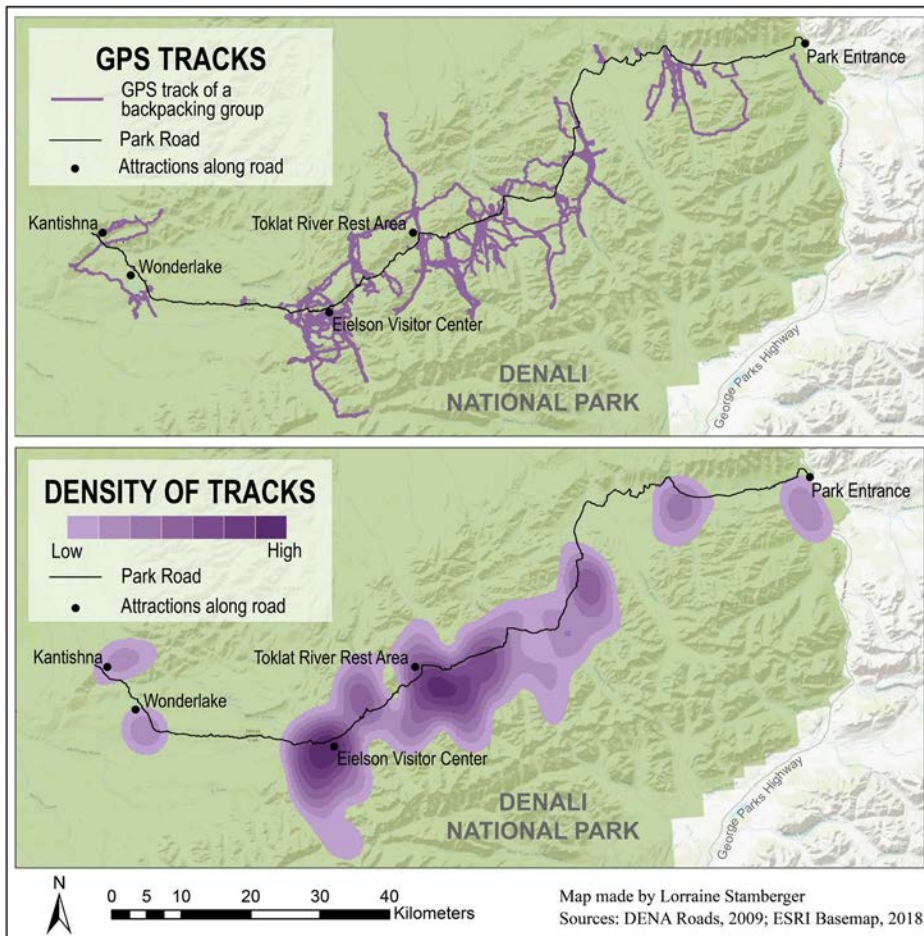 GPS TRACKS
GPS track of a
backpacking group
Park Road
Attractions along road
Park Entrance
Kantishna
Toklat River Rest Area
Wonderlake
Eielson Visitor Center
DENALI
NATIONAL PARK
George Parks Highway
DENSITY OF TRACKS
Low High
Park Road
Attractions along road
Park Entrance
Kantishna
Toklat River Rest Area
Wonderlake
Eielson Visitor Center
DENALI
NATIONAL PARK
George Parks Highway
N
0 5 10 20 30 40
Kilometers
Map made by Lorraine Stamberger
Sources: DENA Roads, 2009; ESRI Basemap, 2018